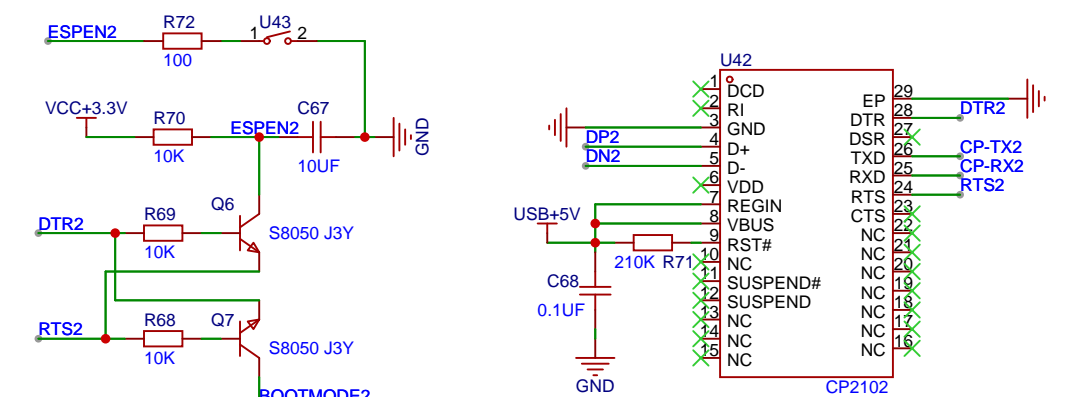 ESPEN2
R72
100
1
U43
2
VCC+3.3V
R70
10K
ESPEN2
C67
10UF
GND
DTR2
R69
10K
Q6
S8050 J3Y
RTS2
R68
10K
Q7
S8050 J3Y
BOOTMODE2
U42
1 DCD
2 RI
3 GND
DP2 4 D+
DN2 5 D-
6 VDD
7 REGIN
USB+5V 8 VBUS
9 RST#
210K R71
10 NC
11 SUSPEND#
12 SUSPEND
13 NC
14 NC
15 NC
C68
0.1UF
GND
EP 29
DTR 28 DTR2
DSR 27
TXD 26 CP-TX2
RXD 25 CP-RX2
RTS 24 RTS2
CTS 23
NC 22
NC 21
NC 20
NC 19
NC 18
NC 17
16
CP2102